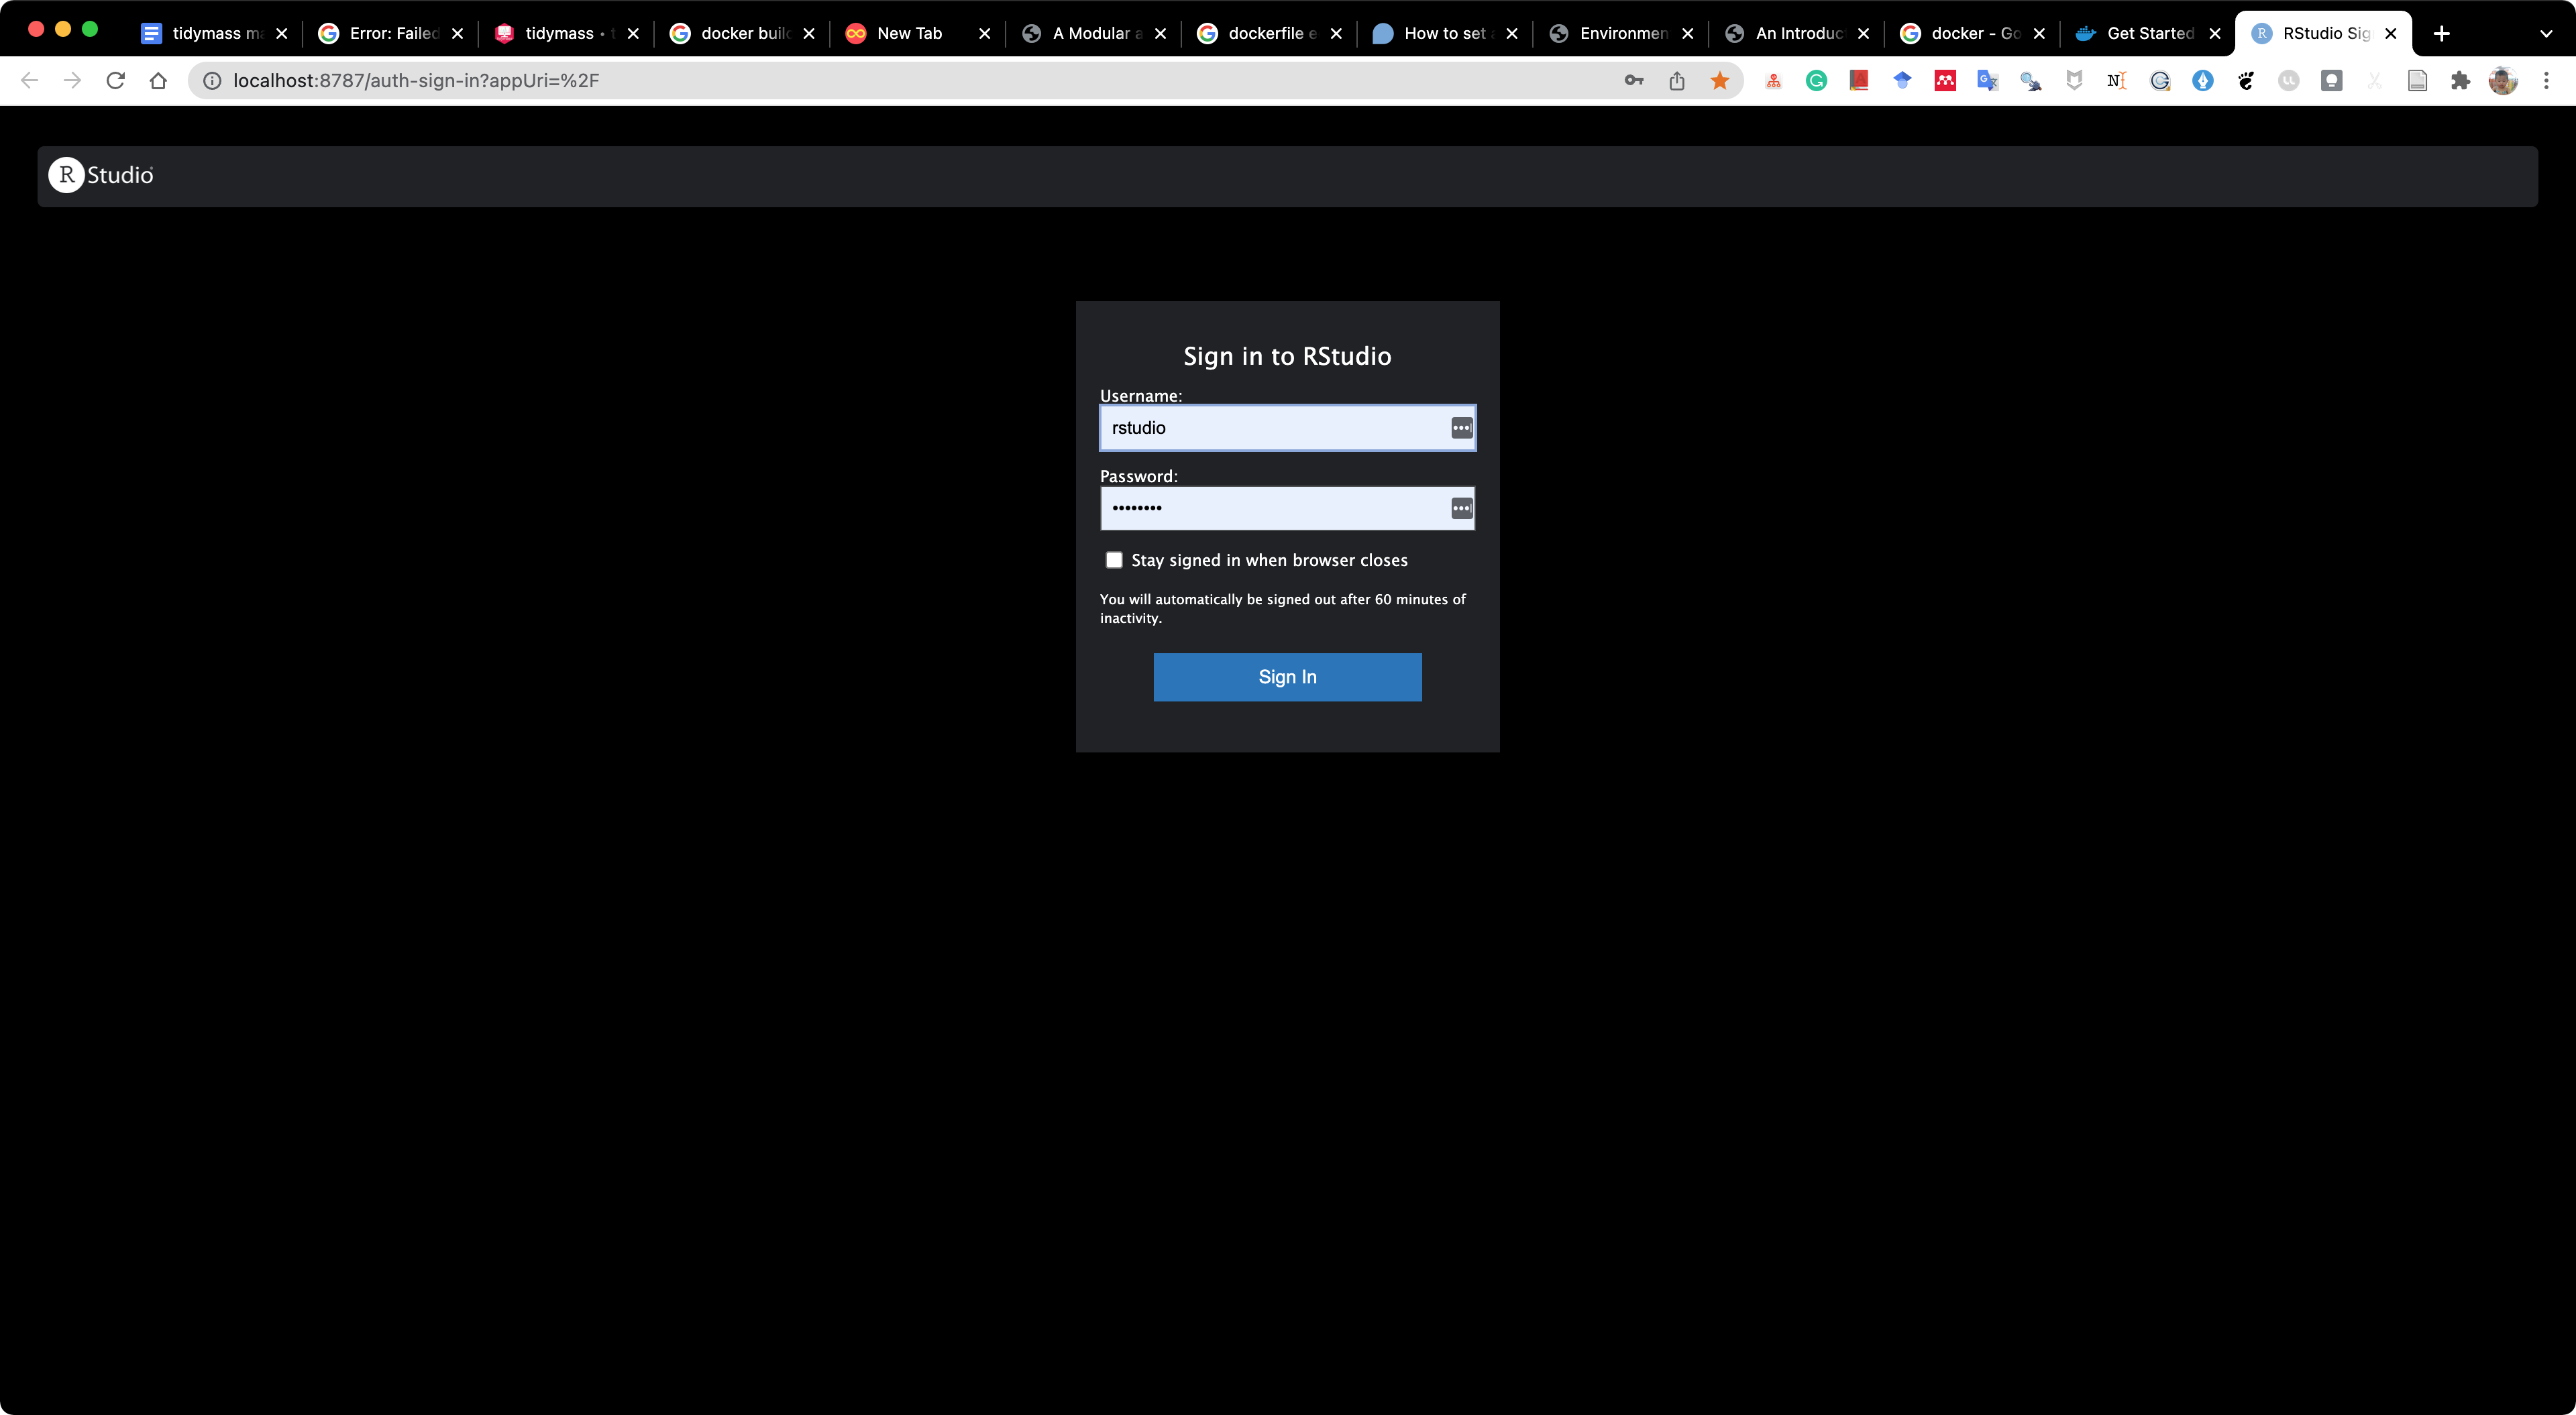 tidymass ma
Error: Failed
tidymass • t
docker build
New Tab
A Modular a
dockerfile e
How to set a
Environmen
An Introduc
docker - Go
Get Started
RStudio Sig
localhost:8787/auth-sign-in?appUri=%2F
R Studio
Sign in to RStudio
Username:
rstudio
Password:
••••••••
Stay signed in when browser closes
You will automatically be signed out after 60 minutes of
inactivity.
Sign In